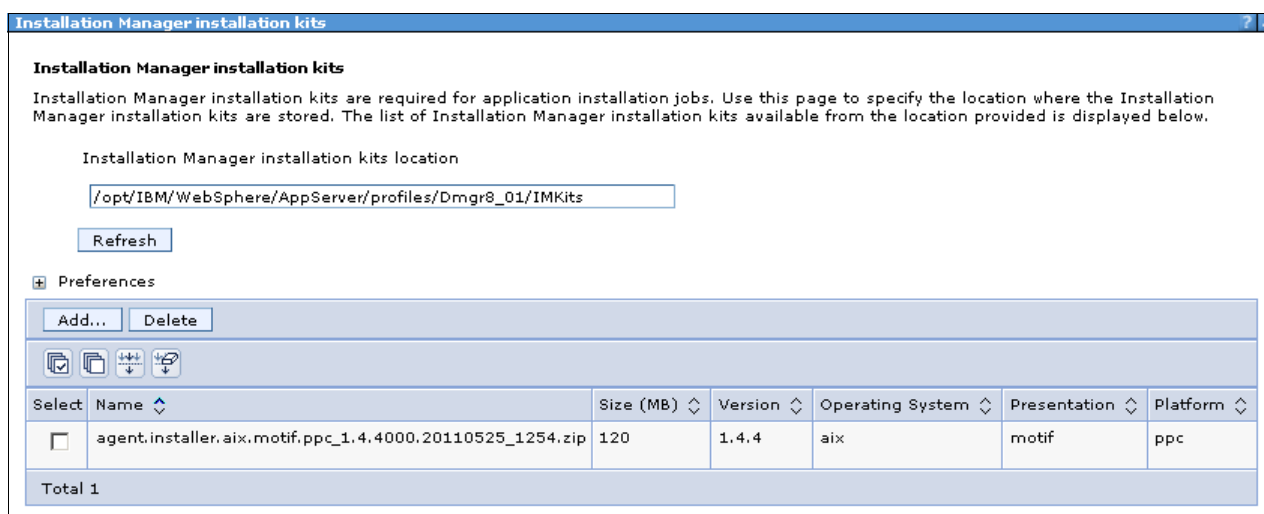 Installation Manager installation kits
?
Installation Manager installation kits
Installation Manager installation kits are required for application installation jobs. Use this page to specify the location where the Installation
Manager installation kits are stored. The list of Installation Manager installation kits available from the location provided is displayed below.
Installation Manager installation kits location
/opt/IBM/WebSphere/AppServer/profiles/Dmgr8_01/IMKits
Refresh
Preferences
Add... Delete
Select Name Size (MB) Version Operating System Presentation Platform
agent.installer.aix.motif.ppc_1.4.4000.20110525_1254.zip 120 1.4.4 aix motif ppc
Total 1